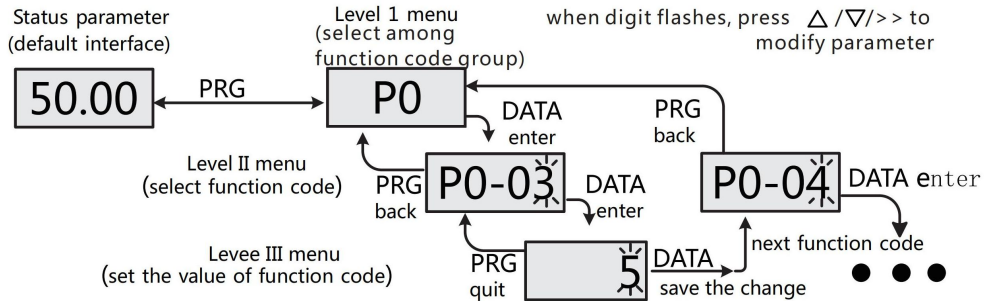 Status parameter
(default interface)
Level 1 menu
(select among
function code group)
when digit flashes, press △ /▽/>> to
modify parameter
50.00
PRG
P0
DATA
enter
PRG
back
Level II menu
(select function code)
PRG
back
P0-03
DATA
enter
P0-04
DATA enter
Levee III menu
(set the value of function code)
PRG
quit
5
DATA
save the change
next function code
● ● ●